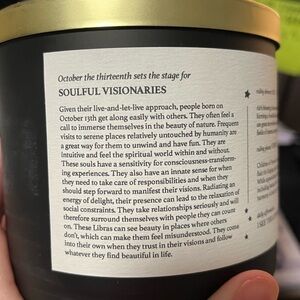 October the thirteenth sets the stage for
SOULFUL VISIONARIES
Given their live-and-let-live approach, people born on
October 13th get along easily with others. They often feel a
call to immerse themselves in the beauty of nature. Frequent
visits to serene places relatively untouched by humanity are
a great way for them to unwind and have fun. They are
intuitive and feel the spiritual world within and without.
These souls have a sensitivity for consciousness-transform-
ing experiences. They also have an innate sense for when
they need to take care of responsibilities and when they
should step forward to manifest their visions. Radiating an
energy of delight, their presence can lead to the relaxation of
social constraints. They take relationships seriously and will
therefore surround themselves with people they can count
on. These Libras can see beauty in places where others
don't, which can make them feel misunderstood. They come
into their own when they trust in their visions and follow
whatever they find beautiful in life.